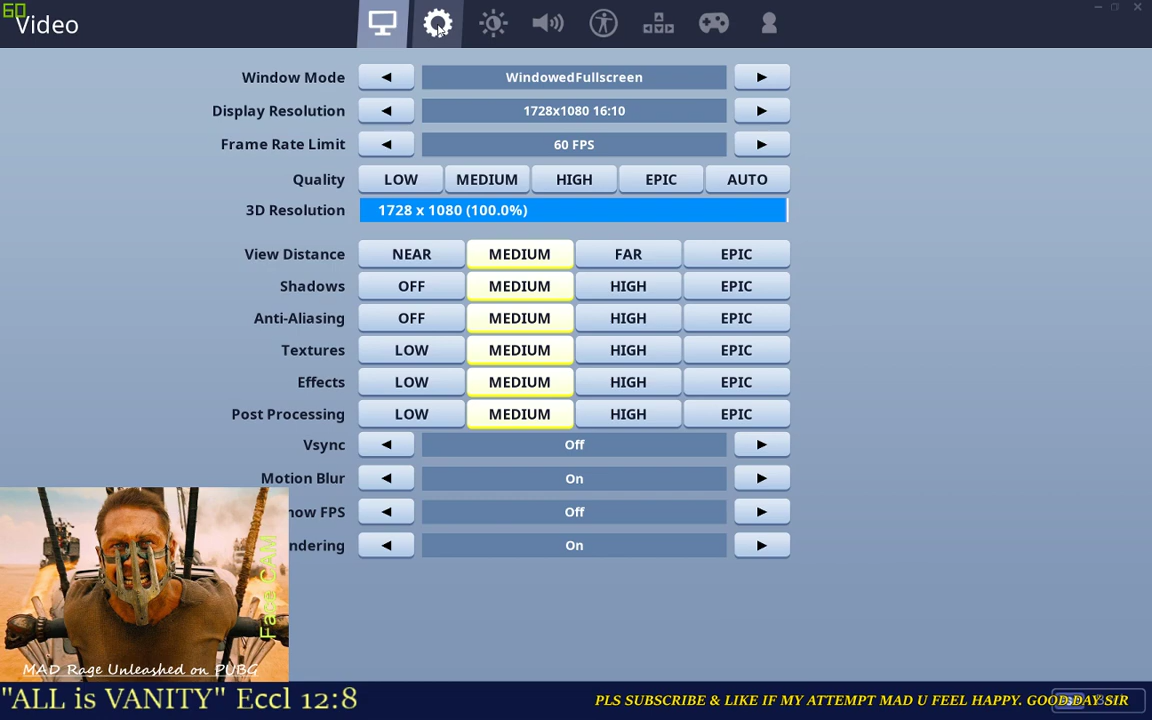 60
Video
Window Mode ◄ WindowedFullscreen ►
Display Resolution ◄ 1728x1080 16:10 ►
Frame Rate Limit ◄ 60 FPS ►
Quality LOW MEDIUM HIGH EPIC AUTO
3D Resolution 1728 x 1080 (100.0%)
View Distance NEAR MEDIUM FAR EPIC
Shadows OFF MEDIUM HIGH EPIC
Anti-Aliasing OFF MEDIUM HIGH EPIC
Textures LOW MEDIUM HIGH EPIC
Effects LOW MEDIUM HIGH EPIC
Post Processing LOW MEDIUM HIGH EPIC
Vsync ◄ Off ►
Motion Blur ◄ On ►
how FPS ◄ Off ►
ndering ◄ On ►
Face CAM
MAD Rage Unleashed on PUBG
"ALL is VANITY" Eccl 12:8
PLS SUBSCRIBE & LIKE IF MY ATTEMPT MAD U FEEL HAPPY. GOOD DAY SIR